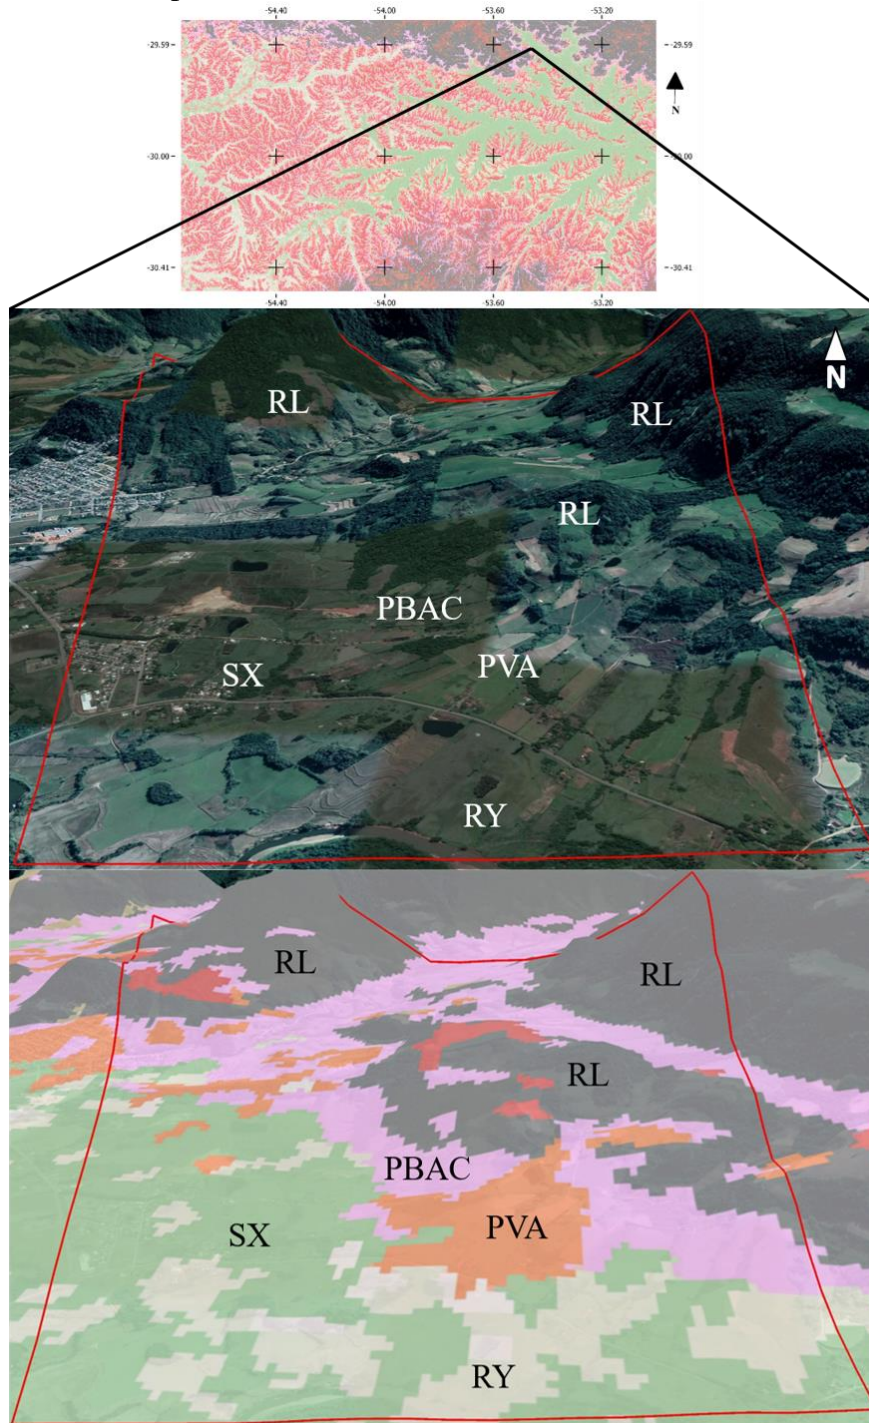 -54.40 -54.00 -53.60 -53.20
-29.59 -29.59
N
-30.00 -30.00
-30.41 -30.41
-54.40 -54.00 -53.60 -53.20
N
RL
RL
RL
PBAC
PVA
SX
RY
RL
RL
RL
PBAC
PVA
SX
RY